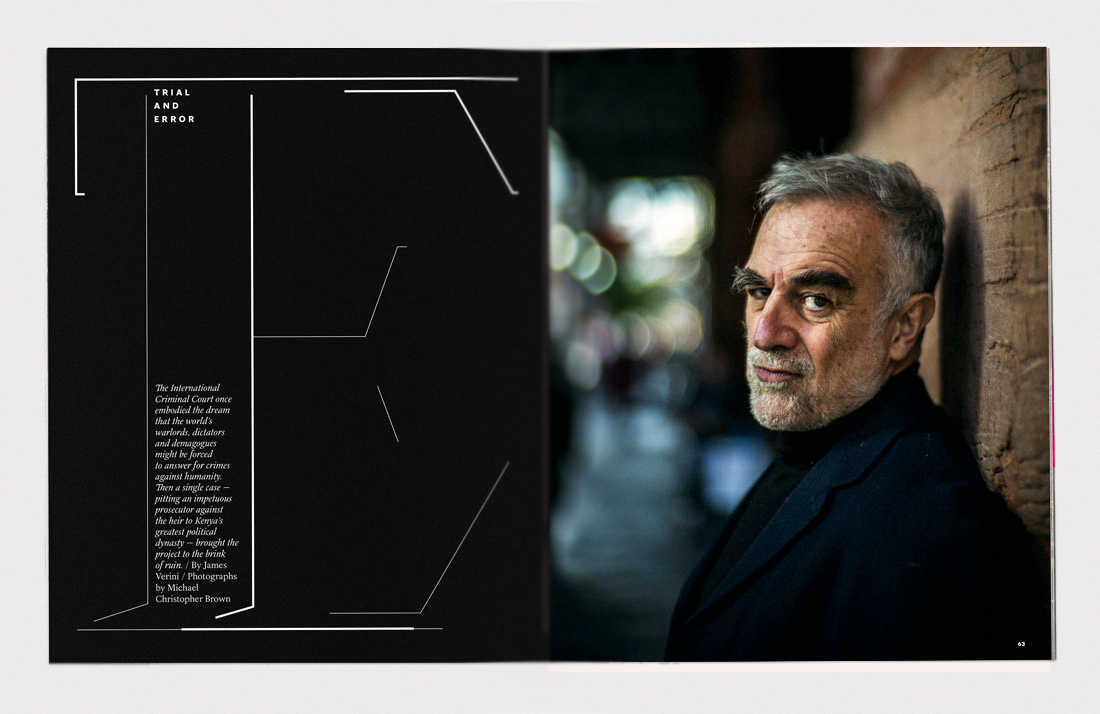 TRIAL
AND
ERROR
The International
Criminal Court once
embodied the dream
that the world's
warlords, dictators
and demagogues
might be forced
to answer for crimes
against humanity.
Then a single case —
pitting an impetuous
prosecutor against
the heir to Kenya's
greatest political
dynasty — brought the
project to the brink
of ruin. / By James
Verini / Photographs
by Michael
Christopher Brown
63